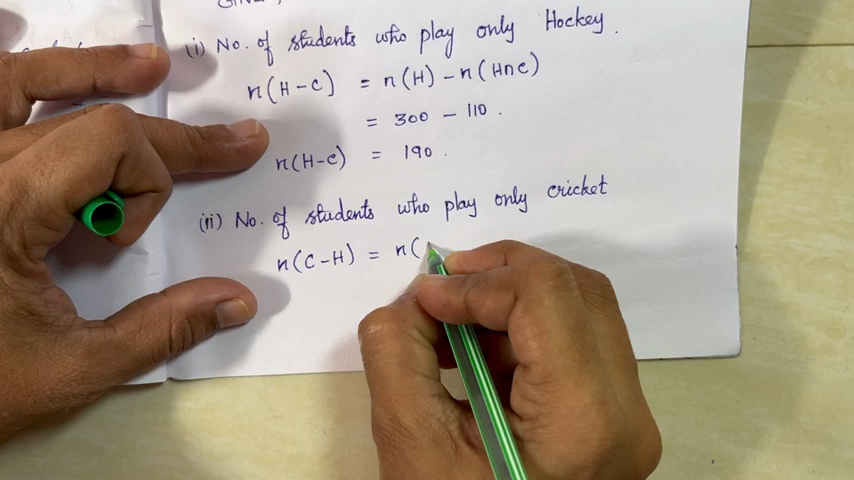 (i) No. of students who play only Hockey.
n(H-C) = n(H) - n(H∩C)
= 300 - 110.
n(H-C) = 190.
(ii) No. of students who play only cricket
n(C-H) = n(